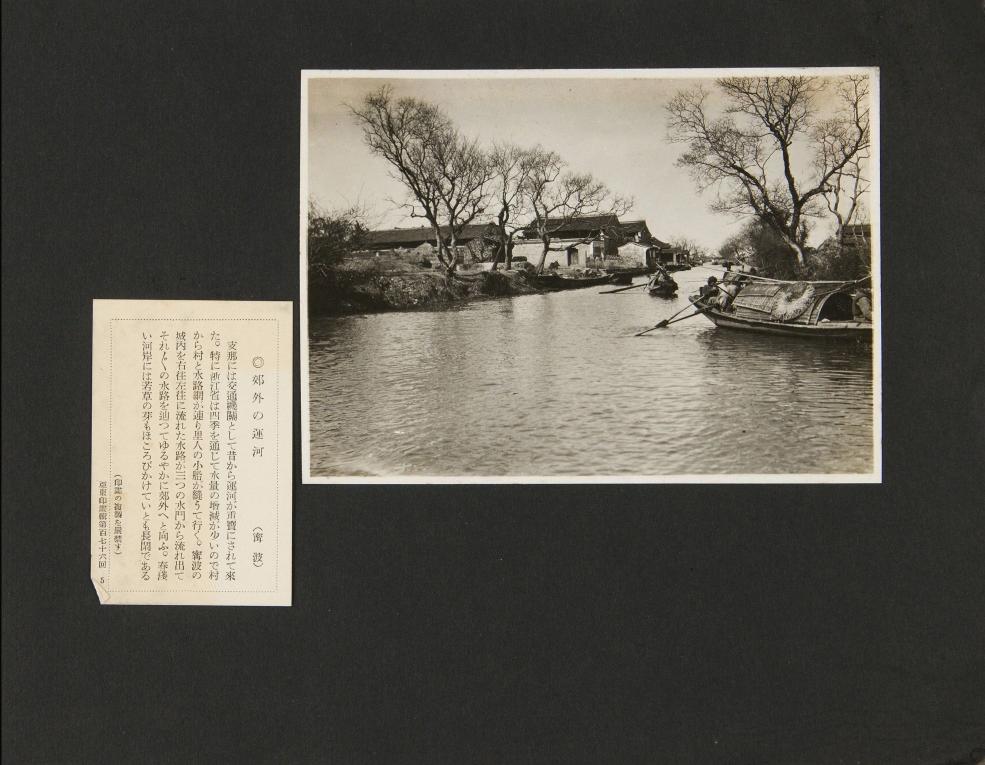 ◎郊外の運河 (寗波)
支那には交通機關として昔から運河が重寶にされて來
た。特に浙江省は四季を通じて水量の増減が少いので村
から村と水路網が連り里人の小船が縫うて行く。寗波の
城内を右往左往に流れた水路が三つの水門から流れ出て
それ〲の水路を辿つてゆるやかに郊外へと向ふ。春淺
い河岸には若草の芽もほころびかけていとも長閑である
(印畫の複製を嚴禁す)
亞東印畫輯第百七十六回 5